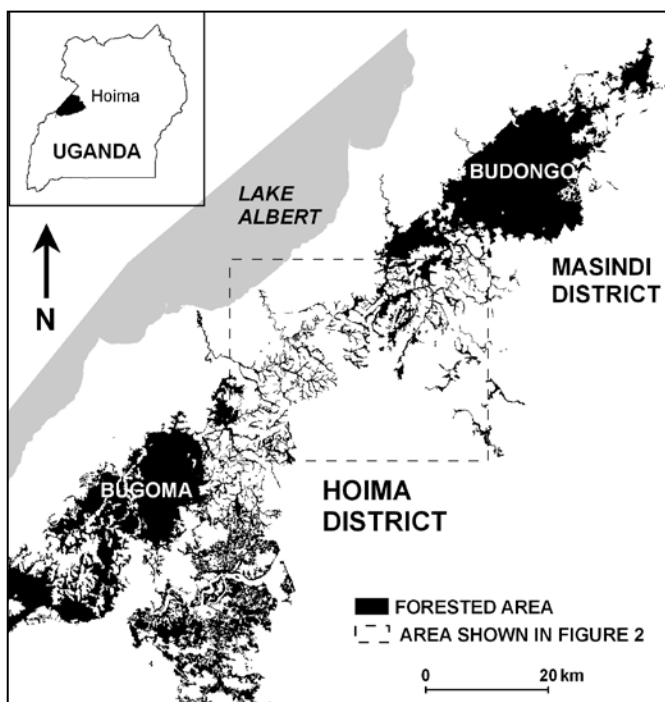 Hoima
UGANDA
LAKE
ALBERT
BUDONGO
N
MASINDI
DISTRICT
BUGOMA
HOIMA
DISTRICT
FORESTED AREA
AREA SHOWN IN FIGURE 2
0 20 km